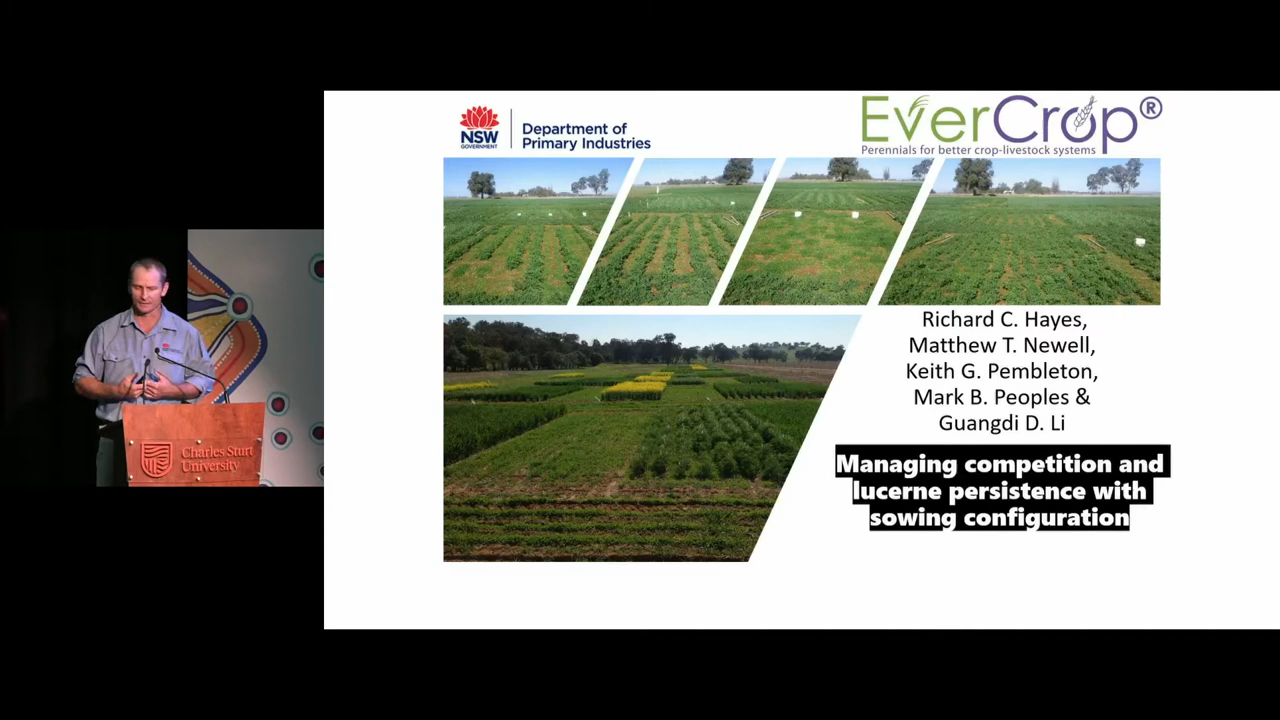 NSW
GOVERNMENT
Department of
Primary Industries
EverCrop®
Perennials for better crop-livestock systems
Richard C. Hayes,
Matthew T. Newell,
Keith G. Pembleton,
Mark B. Peoples &
Guangdi D. Li
Managing competition and
lucerne persistence with
sowing configuration
Charles Sturt
University